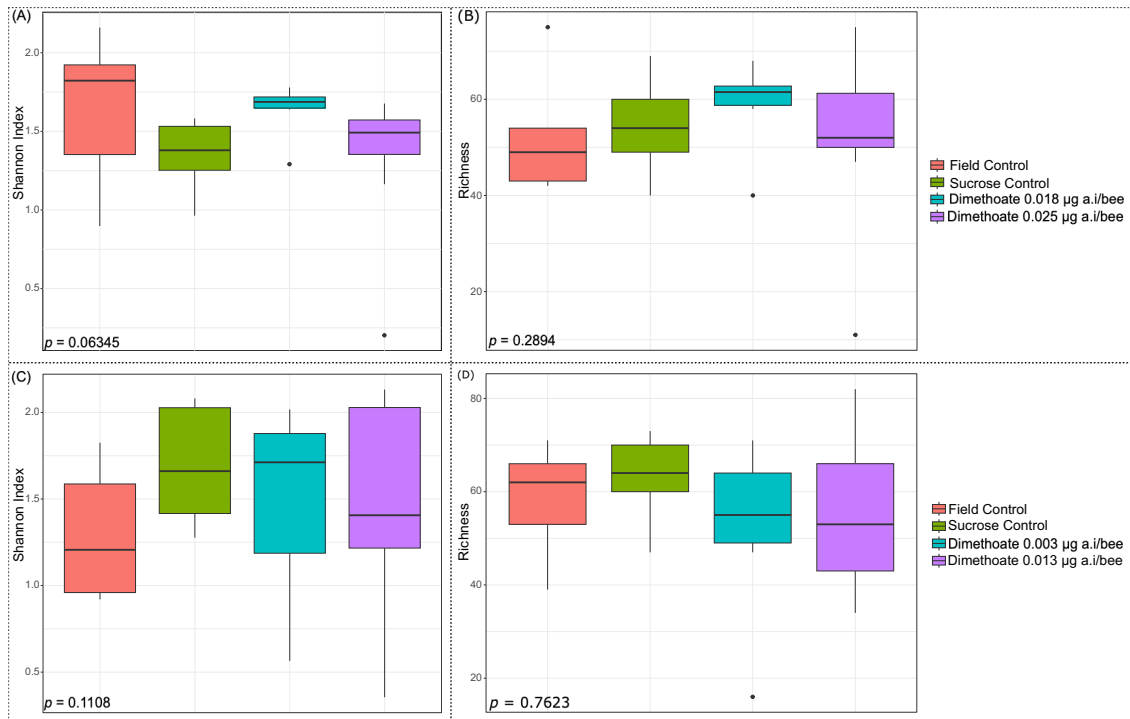 (A)
Shannon Index
2.0
1.5
1.0
0.5
p = 0.06345
(B)
Richness
60
40
20
p = 0.2894
Field Control
Sucrose Control
Dimethoate 0.018 µg a.i/bee
Dimethoate 0.025 µg a.i/bee
(C)
Shannon Index
2.0
1.5
1.0
0.5
p = 0.1108
(D)
Richness
80
60
40
20
p = 0.7623
Field Control
Sucrose Control
Dimethoate 0.003 µg a.i/bee
Dimethoate 0.013 µg a.i/bee